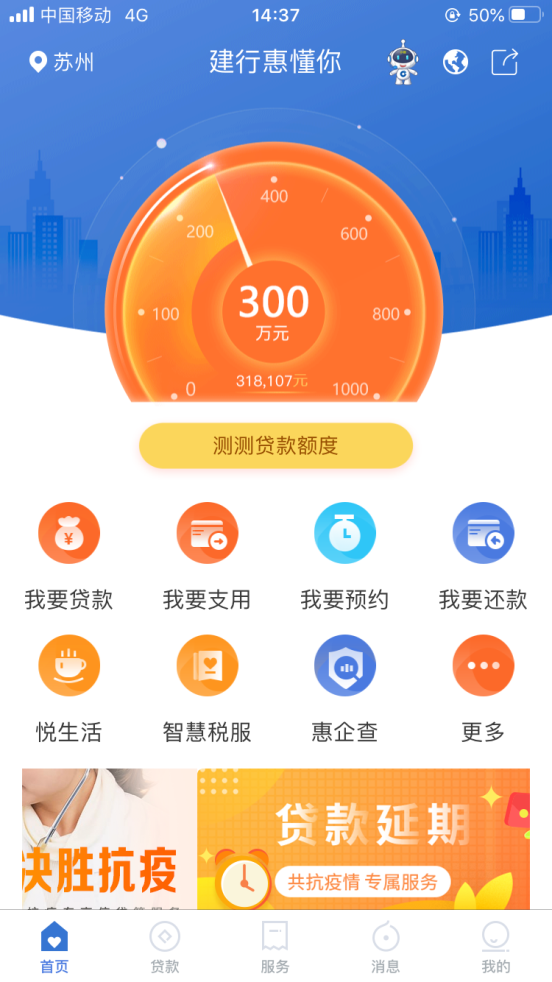 中国移动 4G 14:37 50%
苏州 建行惠懂你
400
200 600
100 800
0 1000
300
万元
318,107元
测测贷款额度
我要贷款 我要支用 我要预约 我要还款
悦生活 智慧税服 惠企查 更多
决胜抗疫
贷款延期
共抗疫情 专属服务
首页 贷款 服务 消息 我的